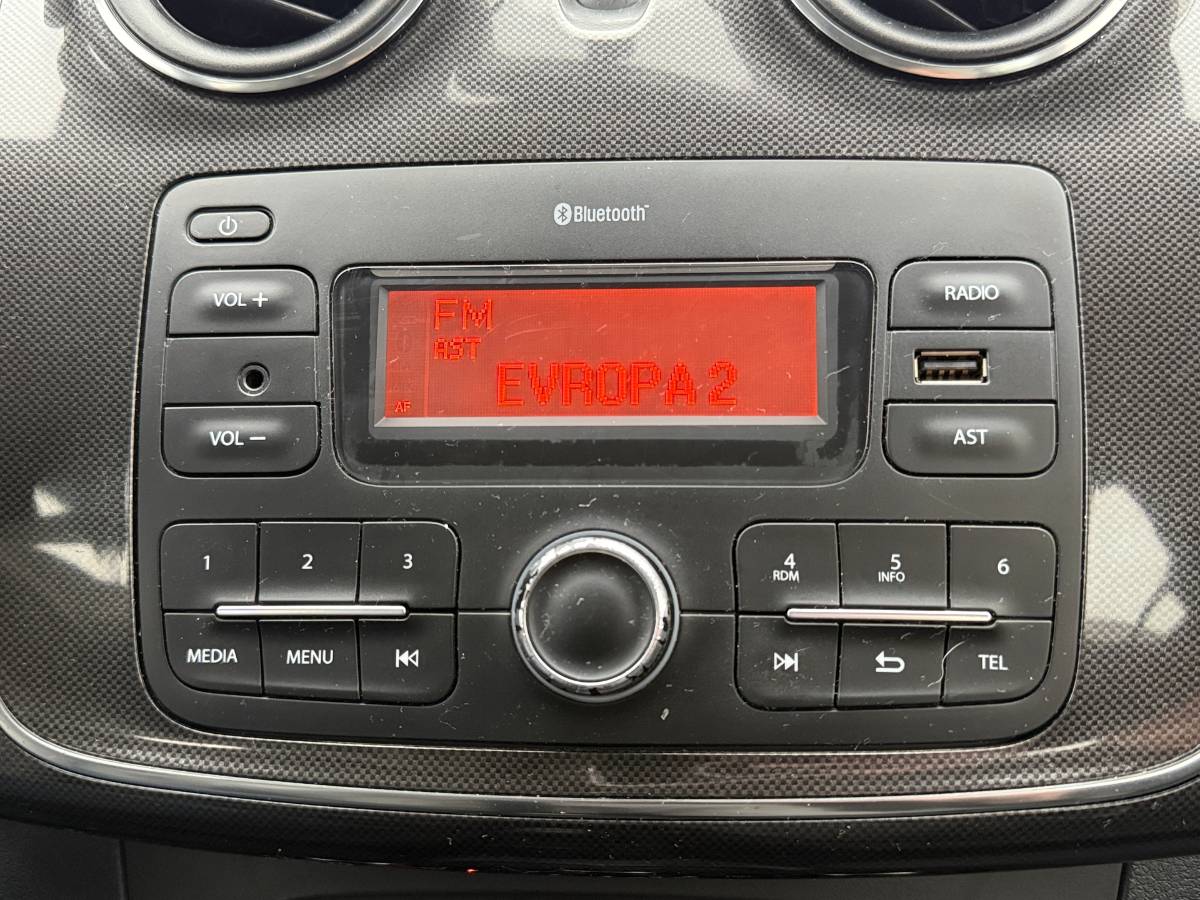 Bluetooth™
VOL +
RADIO
FM
AST
EVROPA 2
AF
VOL −
AST
1
2
3
4
RDM
5
INFO
6
MEDIA
MENU
TEL